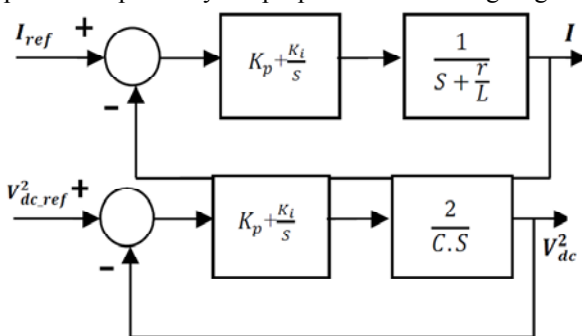 I_ref + K_p + K_i/S 1/(S + r/L) I
−
V²_dc_ref + K_p + K_i/S 2/(C.S) V²_dc
−